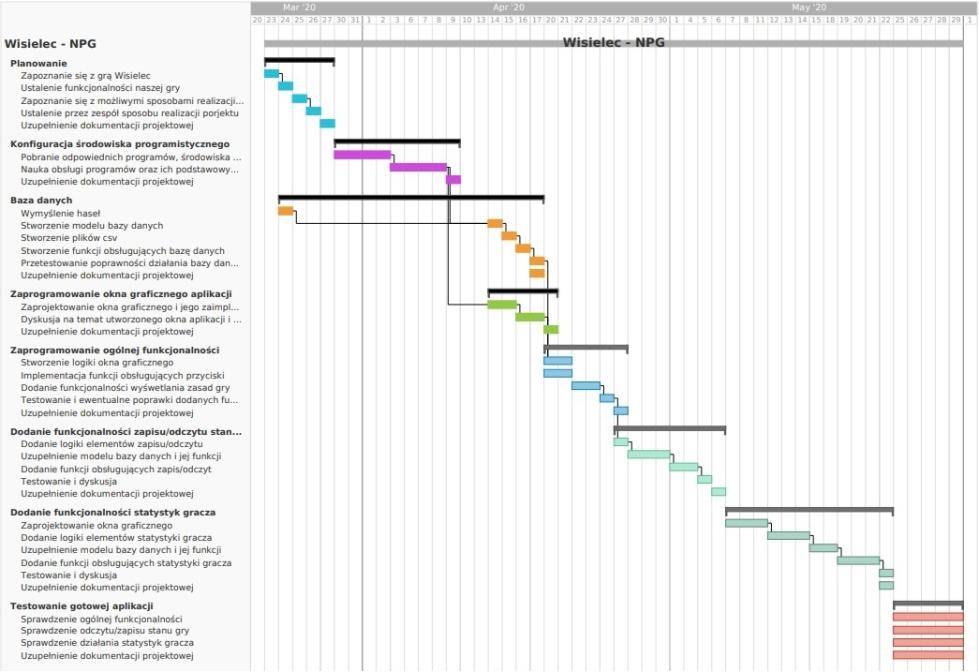 Mar '20 Apr '20 May '20
20 23 24 25 26 27 30 31 1 2 3 6 7 8 9 10 13 14 15 16 17 20 21 22 23 24 27 28 29 30 1 4 5 6 7 8 11 12 13 14 15 18 19 20 21 22 25 26 27 28 29 1
Wisielec - NPG Wisielec - NPG
Planowanie
Zapoznanie się z grą Wisielec
Ustalenie funkcjonalności naszej gry
Zapoznanie się z możliwymi sposobami realizacji...
Ustalenie przez zespół sposobu realizacji porjektu
Uzupełnienie dokumentacji projektowej
Konfiguracja środowiska programistycznego
Pobranie odpowiednich programów, środowiska ...
Nauka obsługi programów oraz ich podstawowy...
Uzupełnienie dokumentacji projektowej
Baza danych
Wymyślenie haseł
Stworzenie modelu bazy danych
Stworzenie plików csv
Stworzenie funkcji obsługujących bazę danych
Przetestowanie poprawności działania bazy dan...
Uzupełnienie dokumentacji projektowej
Zaprogramowanie okna graficznego aplikacji
Zaprojektowanie okna graficznego i jego zaimpl...
Dyskusja na temat utworzonego okna aplikacji i ...
Uzupełnienie dokumentacji projektowej
Zaprogramowanie ogólnej funkcjonalności
Stworzenie logiki okna graficznego
Implementacja funkcji obsługujących przyciski
Dodanie funkcjonalności wyśwetlania zasad gry
Testowanie i ewentualne poprawki dodanych fu...
Uzupełnienie dokumentacji projektowej
Dodanie funkcjonalności zapisu/odczytu stan...
Dodanie logiki elementów zapisu/odczytu
Uzupełnienie modelu bazy danych i jej funkcji
Dodanie funkcji obsługujących zapis/odczyt
Testowanie i dyskusja
Uzupełnienie dokumentacji projektowej
Dodanie funkcjonalności statystyk gracza
Zaprojektowanie okna graficznego
Dodanie logiki elementów statystyki gracza
Uzupełnienie modelu bazy danych i jej funkcji
Dodanie funkcji obsługujących statystyki gracza
Testowanie i dyskusja
Uzupełnienie dokumentacji projektowej
Testowanie gotowej aplikacji
Sprawdzenie ogólnej funkcjonalności
Sprawdzenie odczytu/zapisu stanu gry
Sprawdzenie działania statystyk gracza
Uzupełnienie dokumentacji projektowej